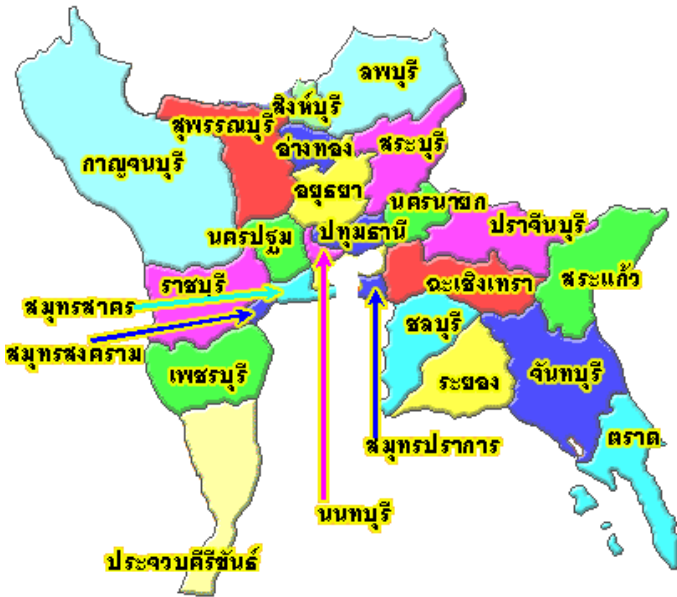 ลพบุรี
สิงห์บุรี
สุพรรณบุรี
อ่างทอง
สระบุรี
กาญจนบุรี
อยุธยา
นครนายก
นครปฐม
ปทุมธานี
ปราจีนบุรี
ราชบุรี
ฉะเชิงเทรา
สระแก้ว
สมุทรสาคร
ชลบุรี
สมุทรสงคราม
เพชรบุรี
ระยอง
จันทบุรี
สมุทรปราการ
ตราด
นนทบุรี
ประจวบคีรีขันธ์